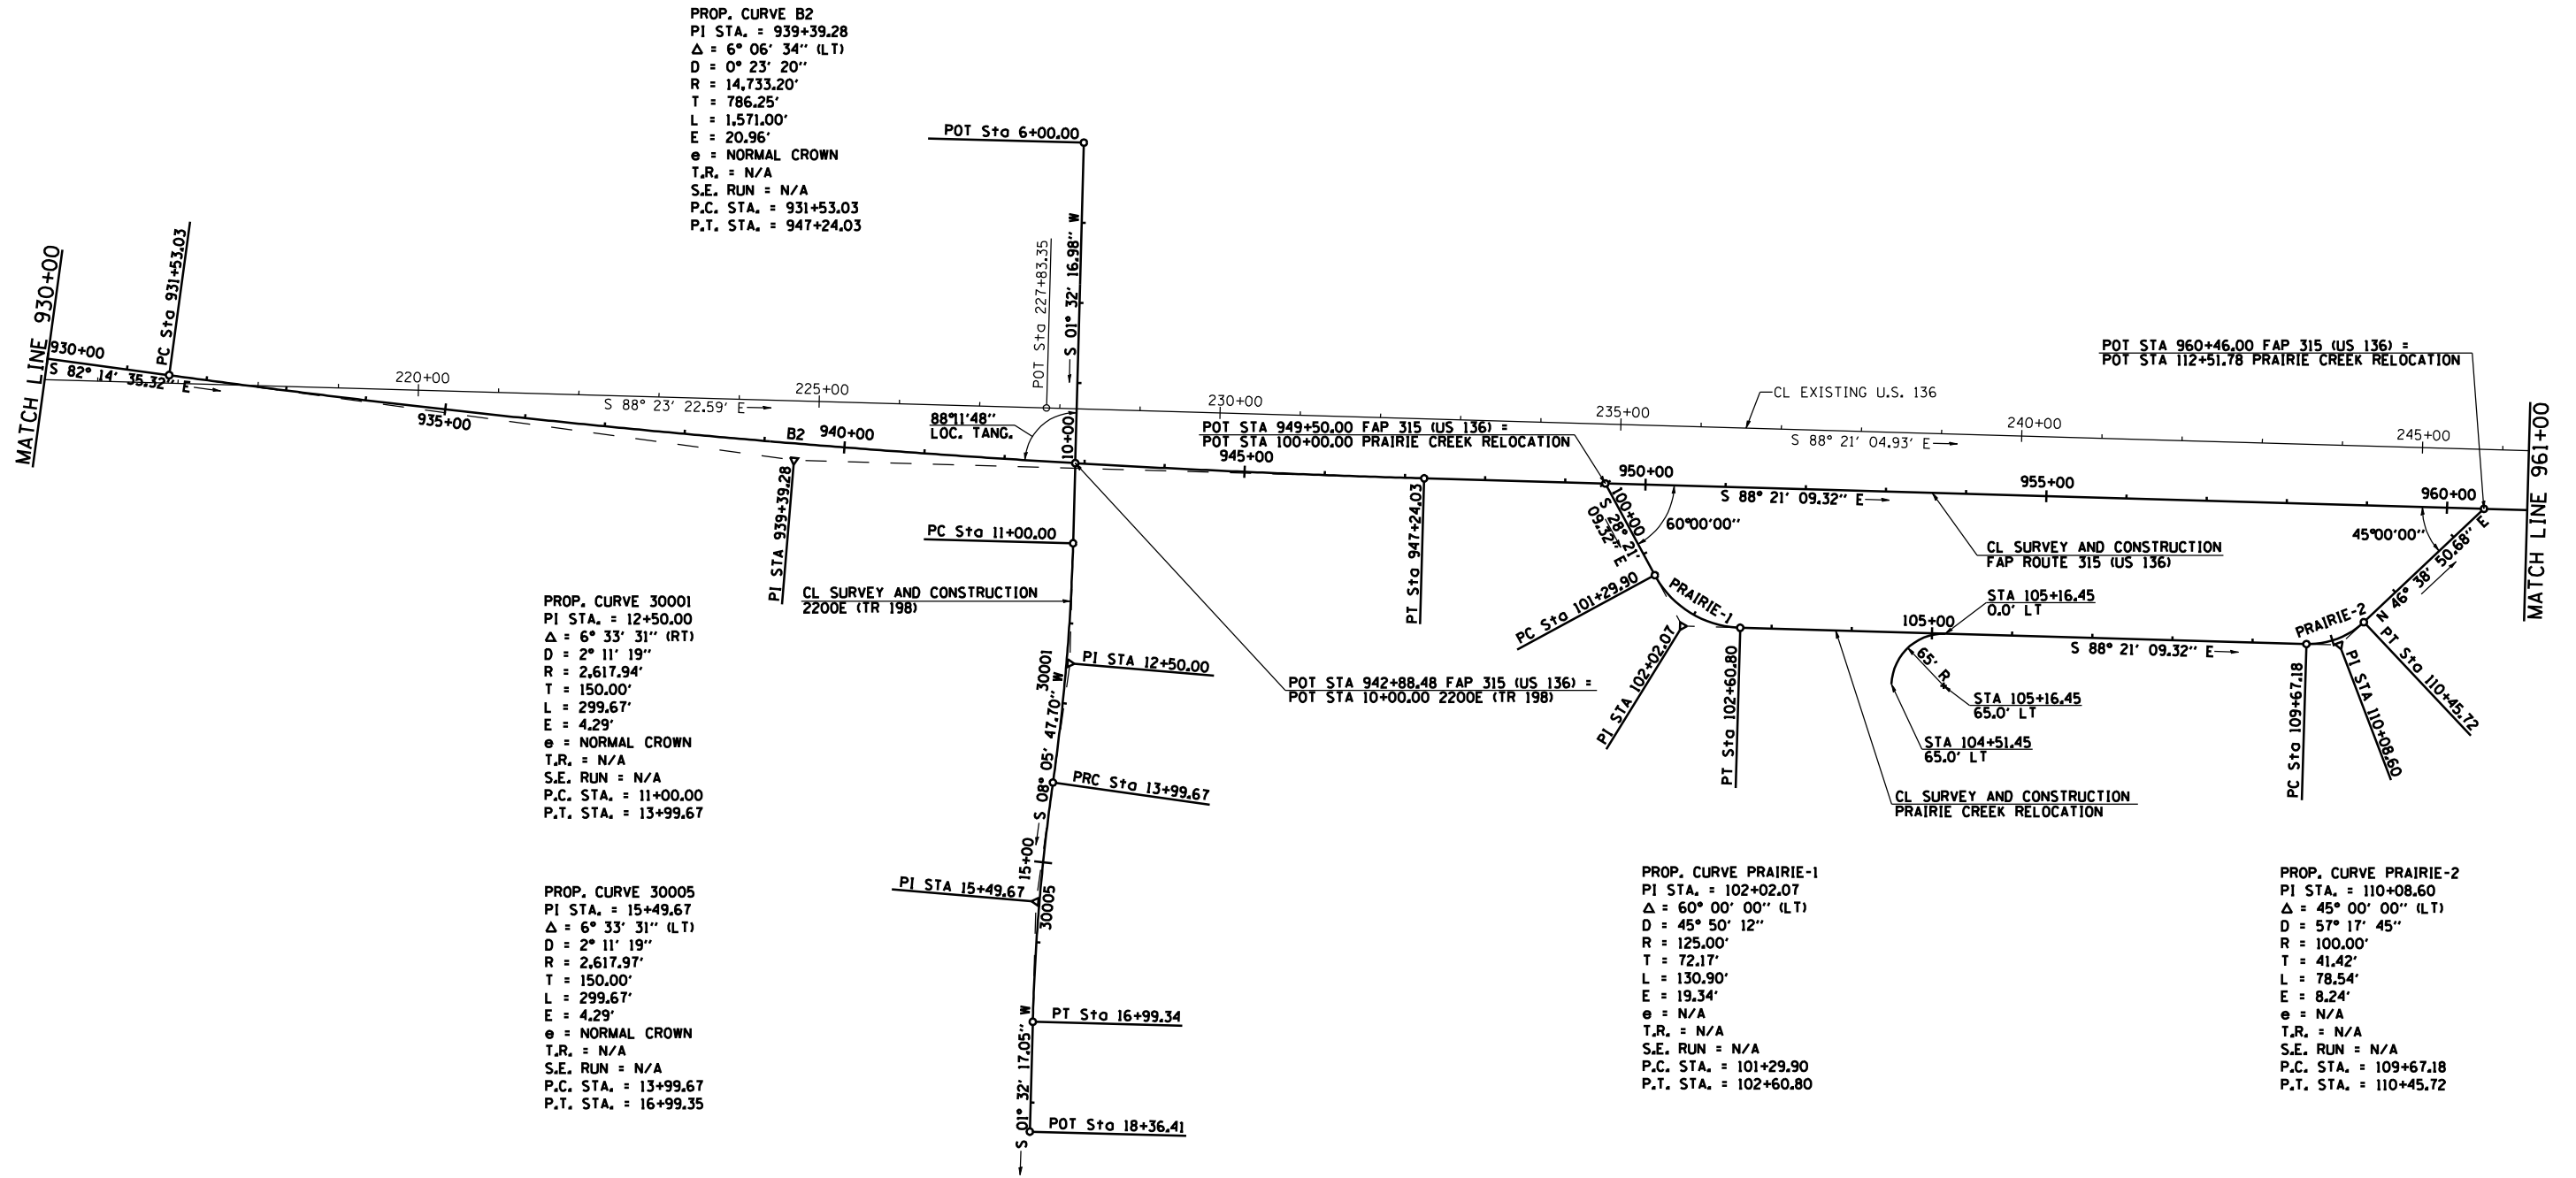 PROP. CURVE B2
PI STA. = 939+39.28
Δ = 6° 06' 34'' (LT)
D = 0° 23' 20''
R = 14,733.20'
T = 786.25'
L = 1,571.00'
E = 20.96'
e = NORMAL CROWN
T.R. = N/A
S.E. RUN = N/A
P.C. STA. = 931+53.03
P.T. STA. = 947+24.03
POT Sta 6+00.00
S 01° 32' 16.98'' W
POT Sta 227+83.35
MATCH LINE 930+00
930+00
S 82° 14' 35.32'' E
PC Sta 931+53.03
220+00
225+00
230+00
235+00
240+00
245+00
S 88° 23' 22.59' E
935+00
B2
940+00
PI STA 939+39.28
88°11'48''
LOC. TANG.
10+00
945+00
POT STA 949+50.00 FAP 315 (US 136) =
POT STA 100+00.00 PRAIRIE CREEK RELOCATION
CL EXISTING U.S. 136
S 88° 21' 04.93' E
POT STA 960+46.00 FAP 315 (US 136) =
POT STA 112+51.78 PRAIRIE CREEK RELOCATION
MATCH LINE 961+00
950+00
S 88° 21' 09.32'' E
955+00
960+00
PT Sta 947+24.03
100+00
S 28° 21'
09.32'' E
60°00'00''
45°00'00''
CL SURVEY AND CONSTRUCTION
FAP ROUTE 315 (US 136)
PC Sta 11+00.00
CL SURVEY AND CONSTRUCTION
2200E (TR 198)
PI STA 12+50.00
30001
S 08° 05' 47.70'' W
PRC Sta 13+99.67
POT STA 942+88.48 FAP 315 (US 136) =
POT STA 10+00.00 2200E (TR 198)
PC Sta 101+29.90
PRAIRIE-1
PI STA 102+02.07
PT Sta 102+60.80
105+00
STA 105+16.45
0.0' LT
65' R
STA 105+16.45
65.0' LT
STA 104+51.45
65.0' LT
S 88° 21' 09.32'' E
CL SURVEY AND CONSTRUCTION
PRAIRIE CREEK RELOCATION
PRAIRIE-2
N 46° 38' 50.68'' E
PC Sta 109+67.18
PI STA 110+08.60
PT Sta 110+45.72
15+00
PI STA 15+49.67
30005
PT Sta 16+99.34
S 01° 32' 17.05'' W
POT Sta 18+36.41
PROP. CURVE 30001
PI STA. = 12+50.00
Δ = 6° 33' 31'' (RT)
D = 2° 11' 19''
R = 2,617.94'
T = 150.00'
L = 299.67'
E = 4.29'
e = NORMAL CROWN
T.R. = N/A
S.E. RUN = N/A
P.C. STA. = 11+00.00
P.T. STA. = 13+99.67
PROP. CURVE 30005
PI STA. = 15+49.67
Δ = 6° 33' 31'' (LT)
D = 2° 11' 19''
R = 2,617.97'
T = 150.00'
L = 299.67'
E = 4.29'
e = NORMAL CROWN
T.R. = N/A
S.E. RUN = N/A
P.C. STA. = 13+99.67
P.T. STA. = 16+99.35
PROP. CURVE PRAIRIE-1
PI STA. = 102+02.07
Δ = 60° 00' 00'' (LT)
D = 45° 50' 12''
R = 125.00'
T = 72.17'
L = 130.90'
E = 19.34'
e = N/A
T.R. = N/A
S.E. RUN = N/A
P.C. STA. = 101+29.90
P.T. STA. = 102+60.80
PROP. CURVE PRAIRIE-2
PI STA. = 110+08.60
Δ = 45° 00' 00'' (LT)
D = 57° 17' 45''
R = 100.00'
T = 41.42'
L = 78.54'
E = 8.24'
e = N/A
T.R. = N/A
S.E. RUN = N/A
P.C. STA. = 109+67.18
P.T. STA. = 110+45.72